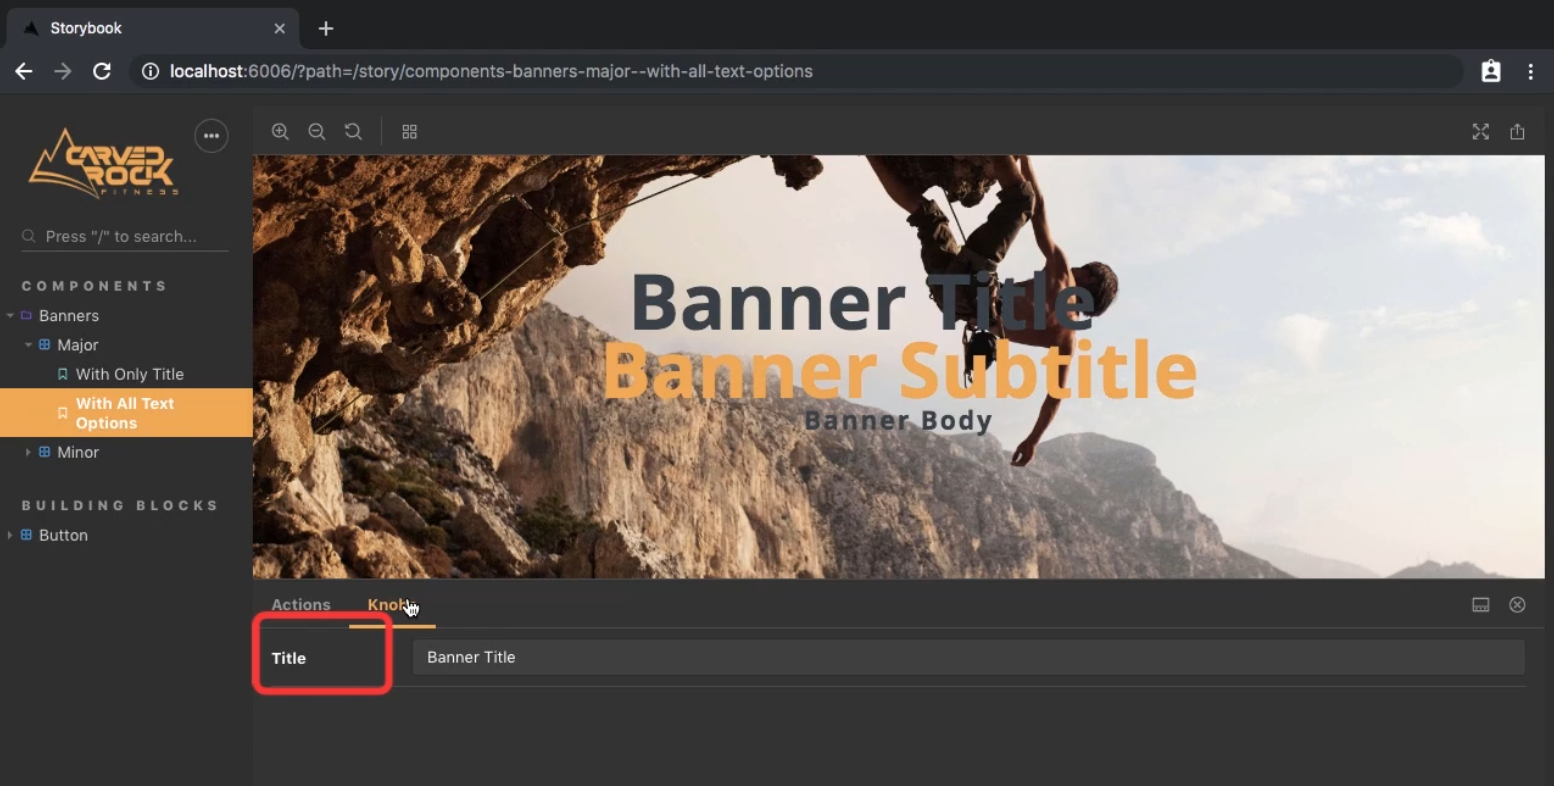 Storybook
localhost:6006/?path=/story/components-banners-major--with-all-text-options
CARVED
ROCK
FITNESS
Press "/" to search...
COMPONENTS
Banners
Major
With Only Title
With All Text
Options
Minor
BUILDING BLOCKS
Button
Banner Title
Banner Subtitle
Banner Body
Actions Knobs
Title Banner Title